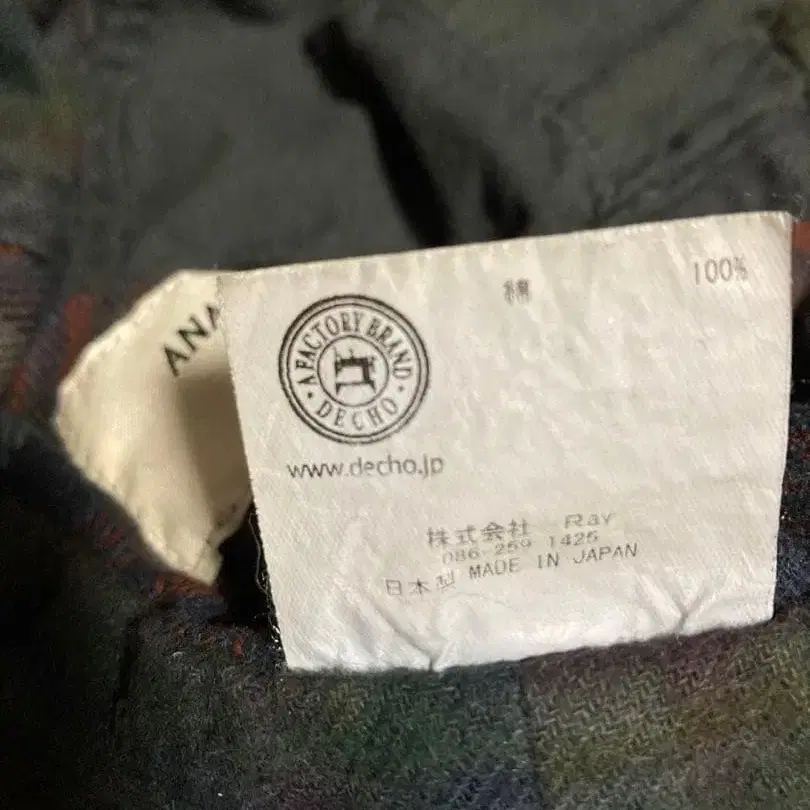 ANA
綿 100%
A FACTORY BRAND
DECHO
www.decho.jp
株式会社 Ray
086-259 1425
日本製 MADE IN JAPAN